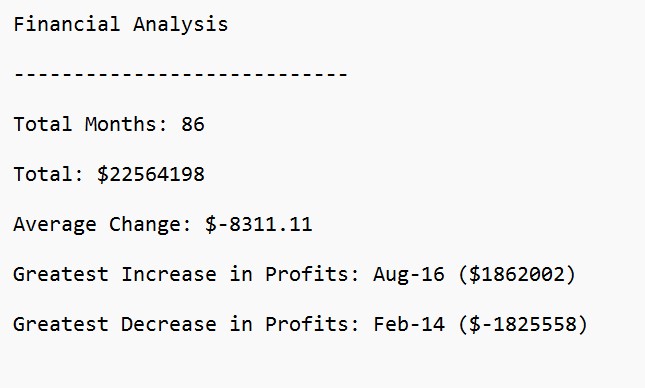 Financial Analysis
----------------------------
Total Months: 86
Total: $22564198
Average Change: $-8311.11
Greatest Increase in Profits: Aug-16 ($1862002)
Greatest Decrease in Profits: Feb-14 ($-1825558)